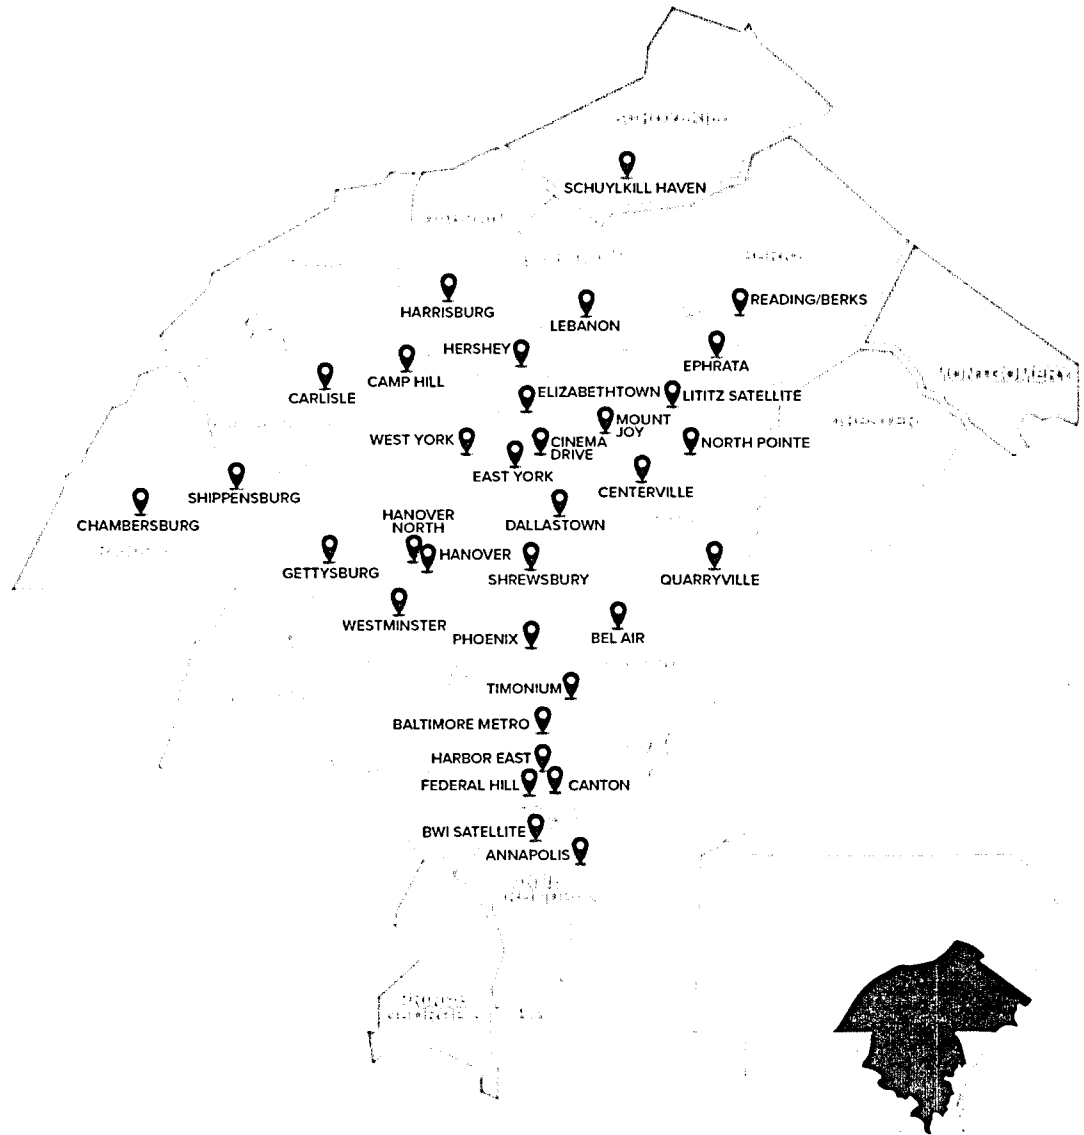 SCHUYLKILL HAVEN
HARRISBURG
LEBANON
READING/BERKS
HERSHEY
EPHRATA
CAMP HILL
CARLISLE
ELIZABETHTOWN
LITITZ SATELLITE
MOUNT
JOY
WEST YORK
CINEMA
DRIVE
NORTH POINTE
EAST YORK
CENTERVILLE
SHIPPENSBURG
CHAMBERSBURG
HANOVER
NORTH
DALLASTOWN
HANOVER
GETTYSBURG
SHREWSBURY
QUARRYVILLE
WESTMINSTER
PHOENIX
BEL AIR
TIMONIUM
BALTIMORE METRO
HARBOR EAST
FEDERAL HILL
CANTON
BWI SATELLITE
ANNAPOLIS
MONTGOMERY